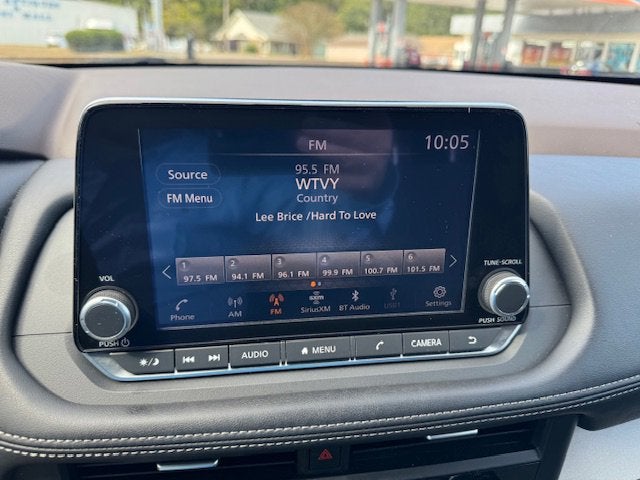 FM
10:05
Source
95.5 FM
WTVY
FM Menu
Country
Lee Brice /Hard To Love
1 2 3 4 5 6
97.5 FM 94.1 FM 96.1 FM 99.9 FM 100.7 FM 101.5 FM
Phone AM FM SiriusXM BT Audio USB1 Settings
VOL
PUSH
TUNE·SCROLL
PUSH SOUND
AUDIO MENU CAMERA